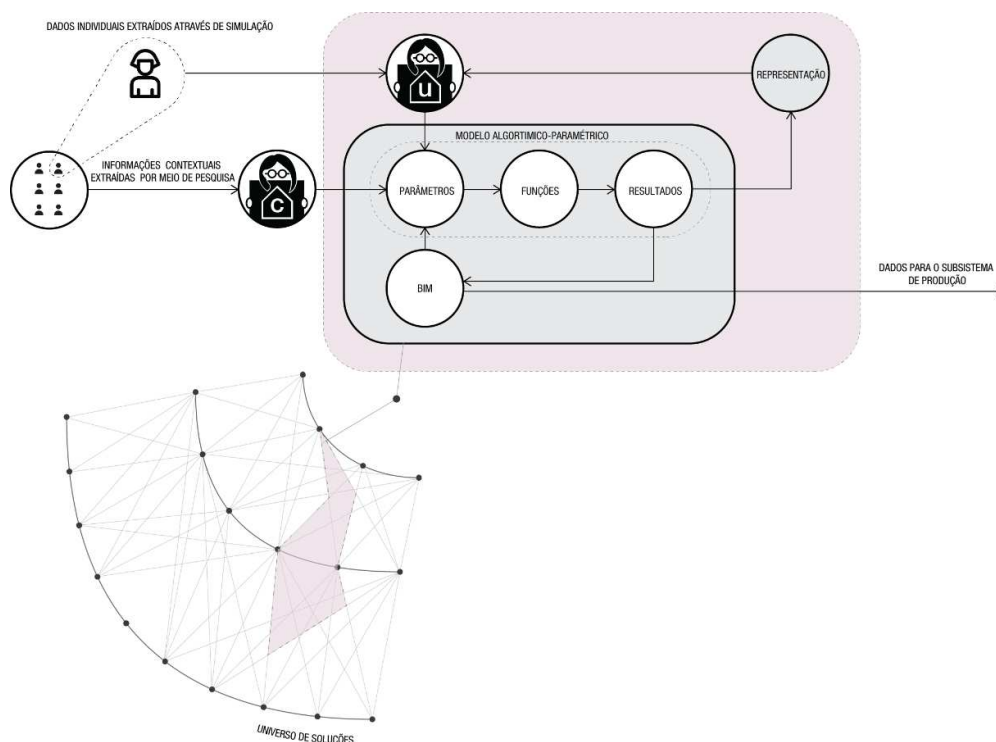 DADOS INDIVIDUAIS EXTRAÍDOS ATRAVÉS DE SIMULAÇÃO
U
REPRESENTAÇÃO
MODELO ALGORTIMICO-PARAMÉTRICO
INFORMAÇÕES CONTEXTUAIS
EXTRAÍDAS POR MEIO DE PESQUISA
C
PARÂMETROS
FUNÇÕES
RESULTADOS
BIM
DADOS PARA O SUBSISTEMA
DE PRODUÇÃO
UNIVERSO DE SOLUÇÕES